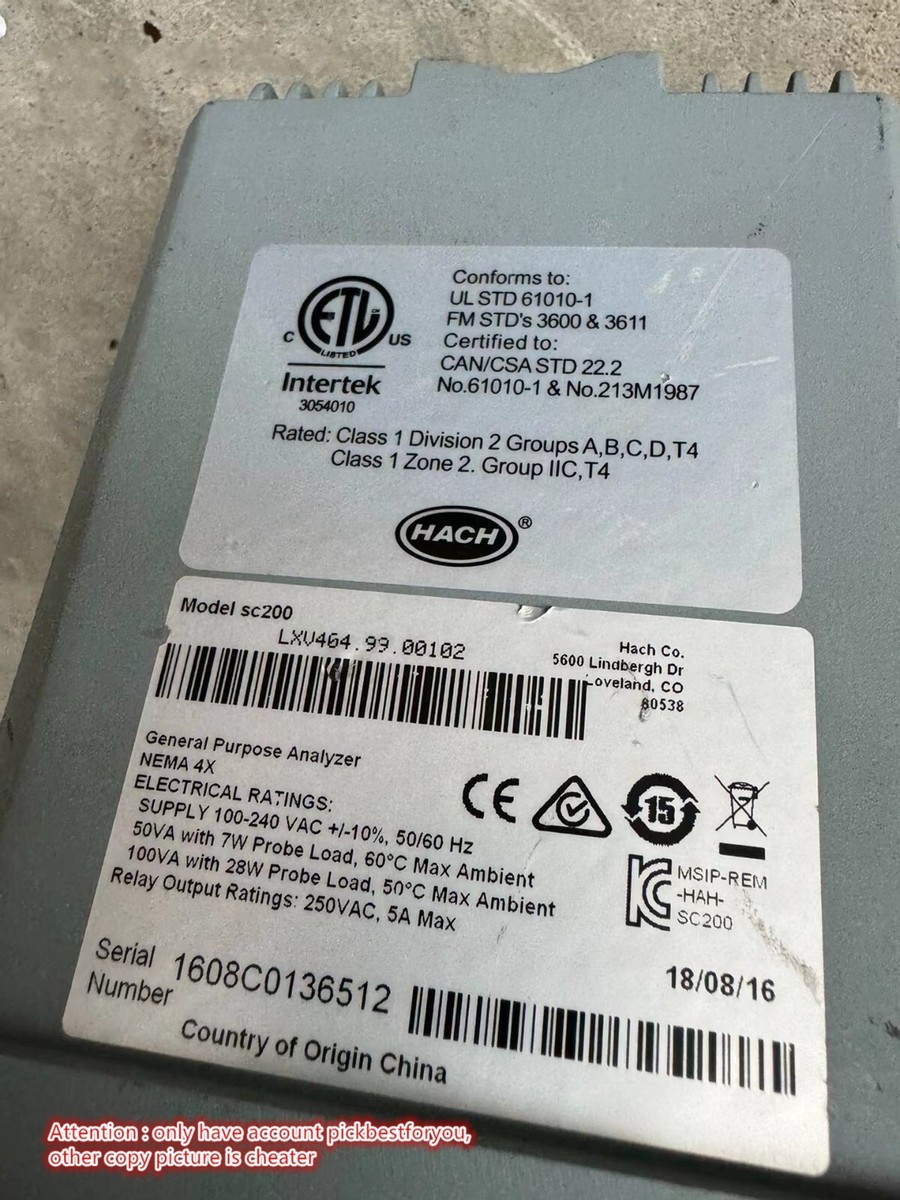 Conforms to:
UL STD 61010-1
FM STD's 3600 & 3611
Certified to:
CAN/CSA STD 22.2
No.61010-1 & No.213M1987
C ETL US
LISTED
Intertek
3054010
Rated: Class 1 Division 2 Groups A,B,C,D,T4
Class 1 Zone 2. Group IIC,T4
HACH®
Model sc200
LXV464.99.00102
Hach Co.
5600 Lindbergh Dr
Loveland, CO
80538
General Purpose Analyzer
NEMA 4X
ELECTRICAL RATINGS:
SUPPLY 100-240 VAC +/-10%, 50/60 Hz
50VA with 7W Probe Load, 60°C Max Ambient
100VA with 28W Probe Load, 50°C Max Ambient
Relay Output Ratings: 250VAC, 5A Max
CE
15
KC
MSIP-REM
-HAH-
SC200
Serial
Number
1608C0136512
18/08/16
Country of Origin China
Attention : only have account pickbestforyou,
other copy picture is cheater